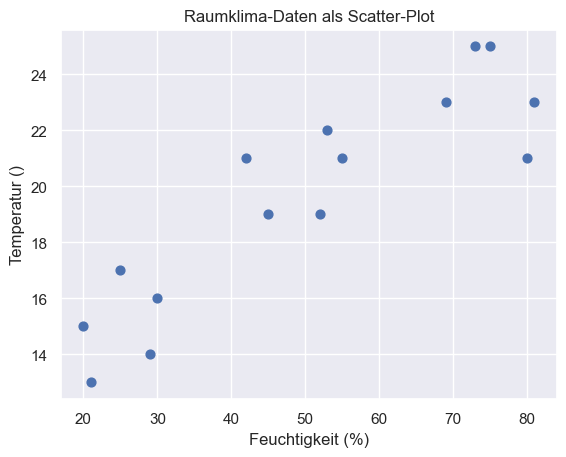 Raumklima-Daten als Scatter-Plot
Temperatur ()
24
22
20
18
16
14
20 30 40 50 60 70 80
Feuchtigkeit (%)